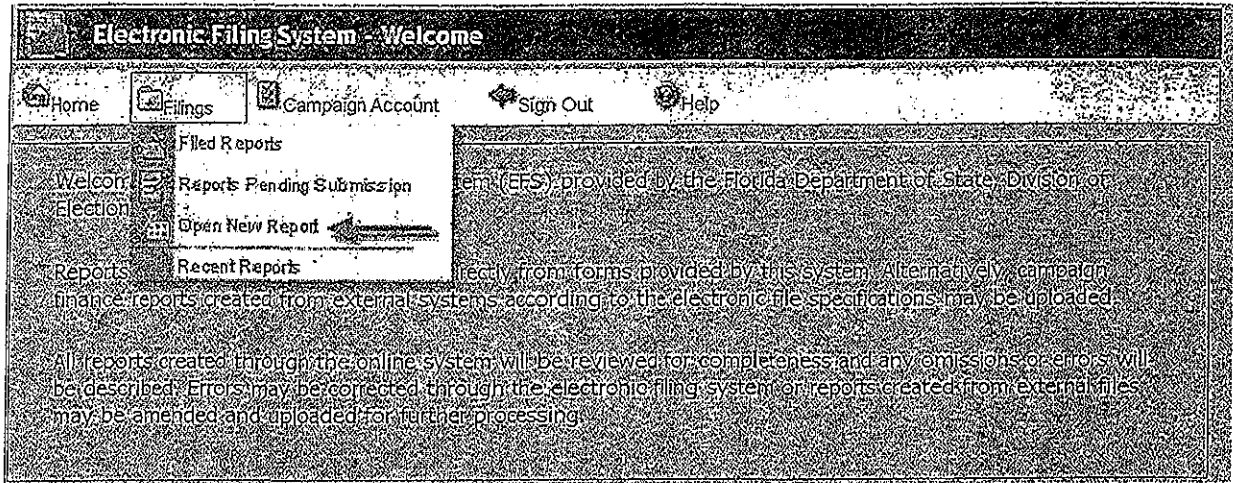 Electronic Filing System - Welcome
Home Filings Campaign Account Sign Out Help
Filed Reports
Reports Pending Submission
Open New Report
Recent Reports
Welcom em (EFS) provided by the Florida Department of State, Division of
Election
Reports rectly from forms provided by this system. Alternatively, campaign
finance reports created from external systems according to the electronic file specifications may be uploaded.
All reports created through the online system will be reviewed for completeness and any omissions or errors will
be described. Errors may be corrected through the electronic filing system or reports created from external files
may be amended and uploaded for further processing.